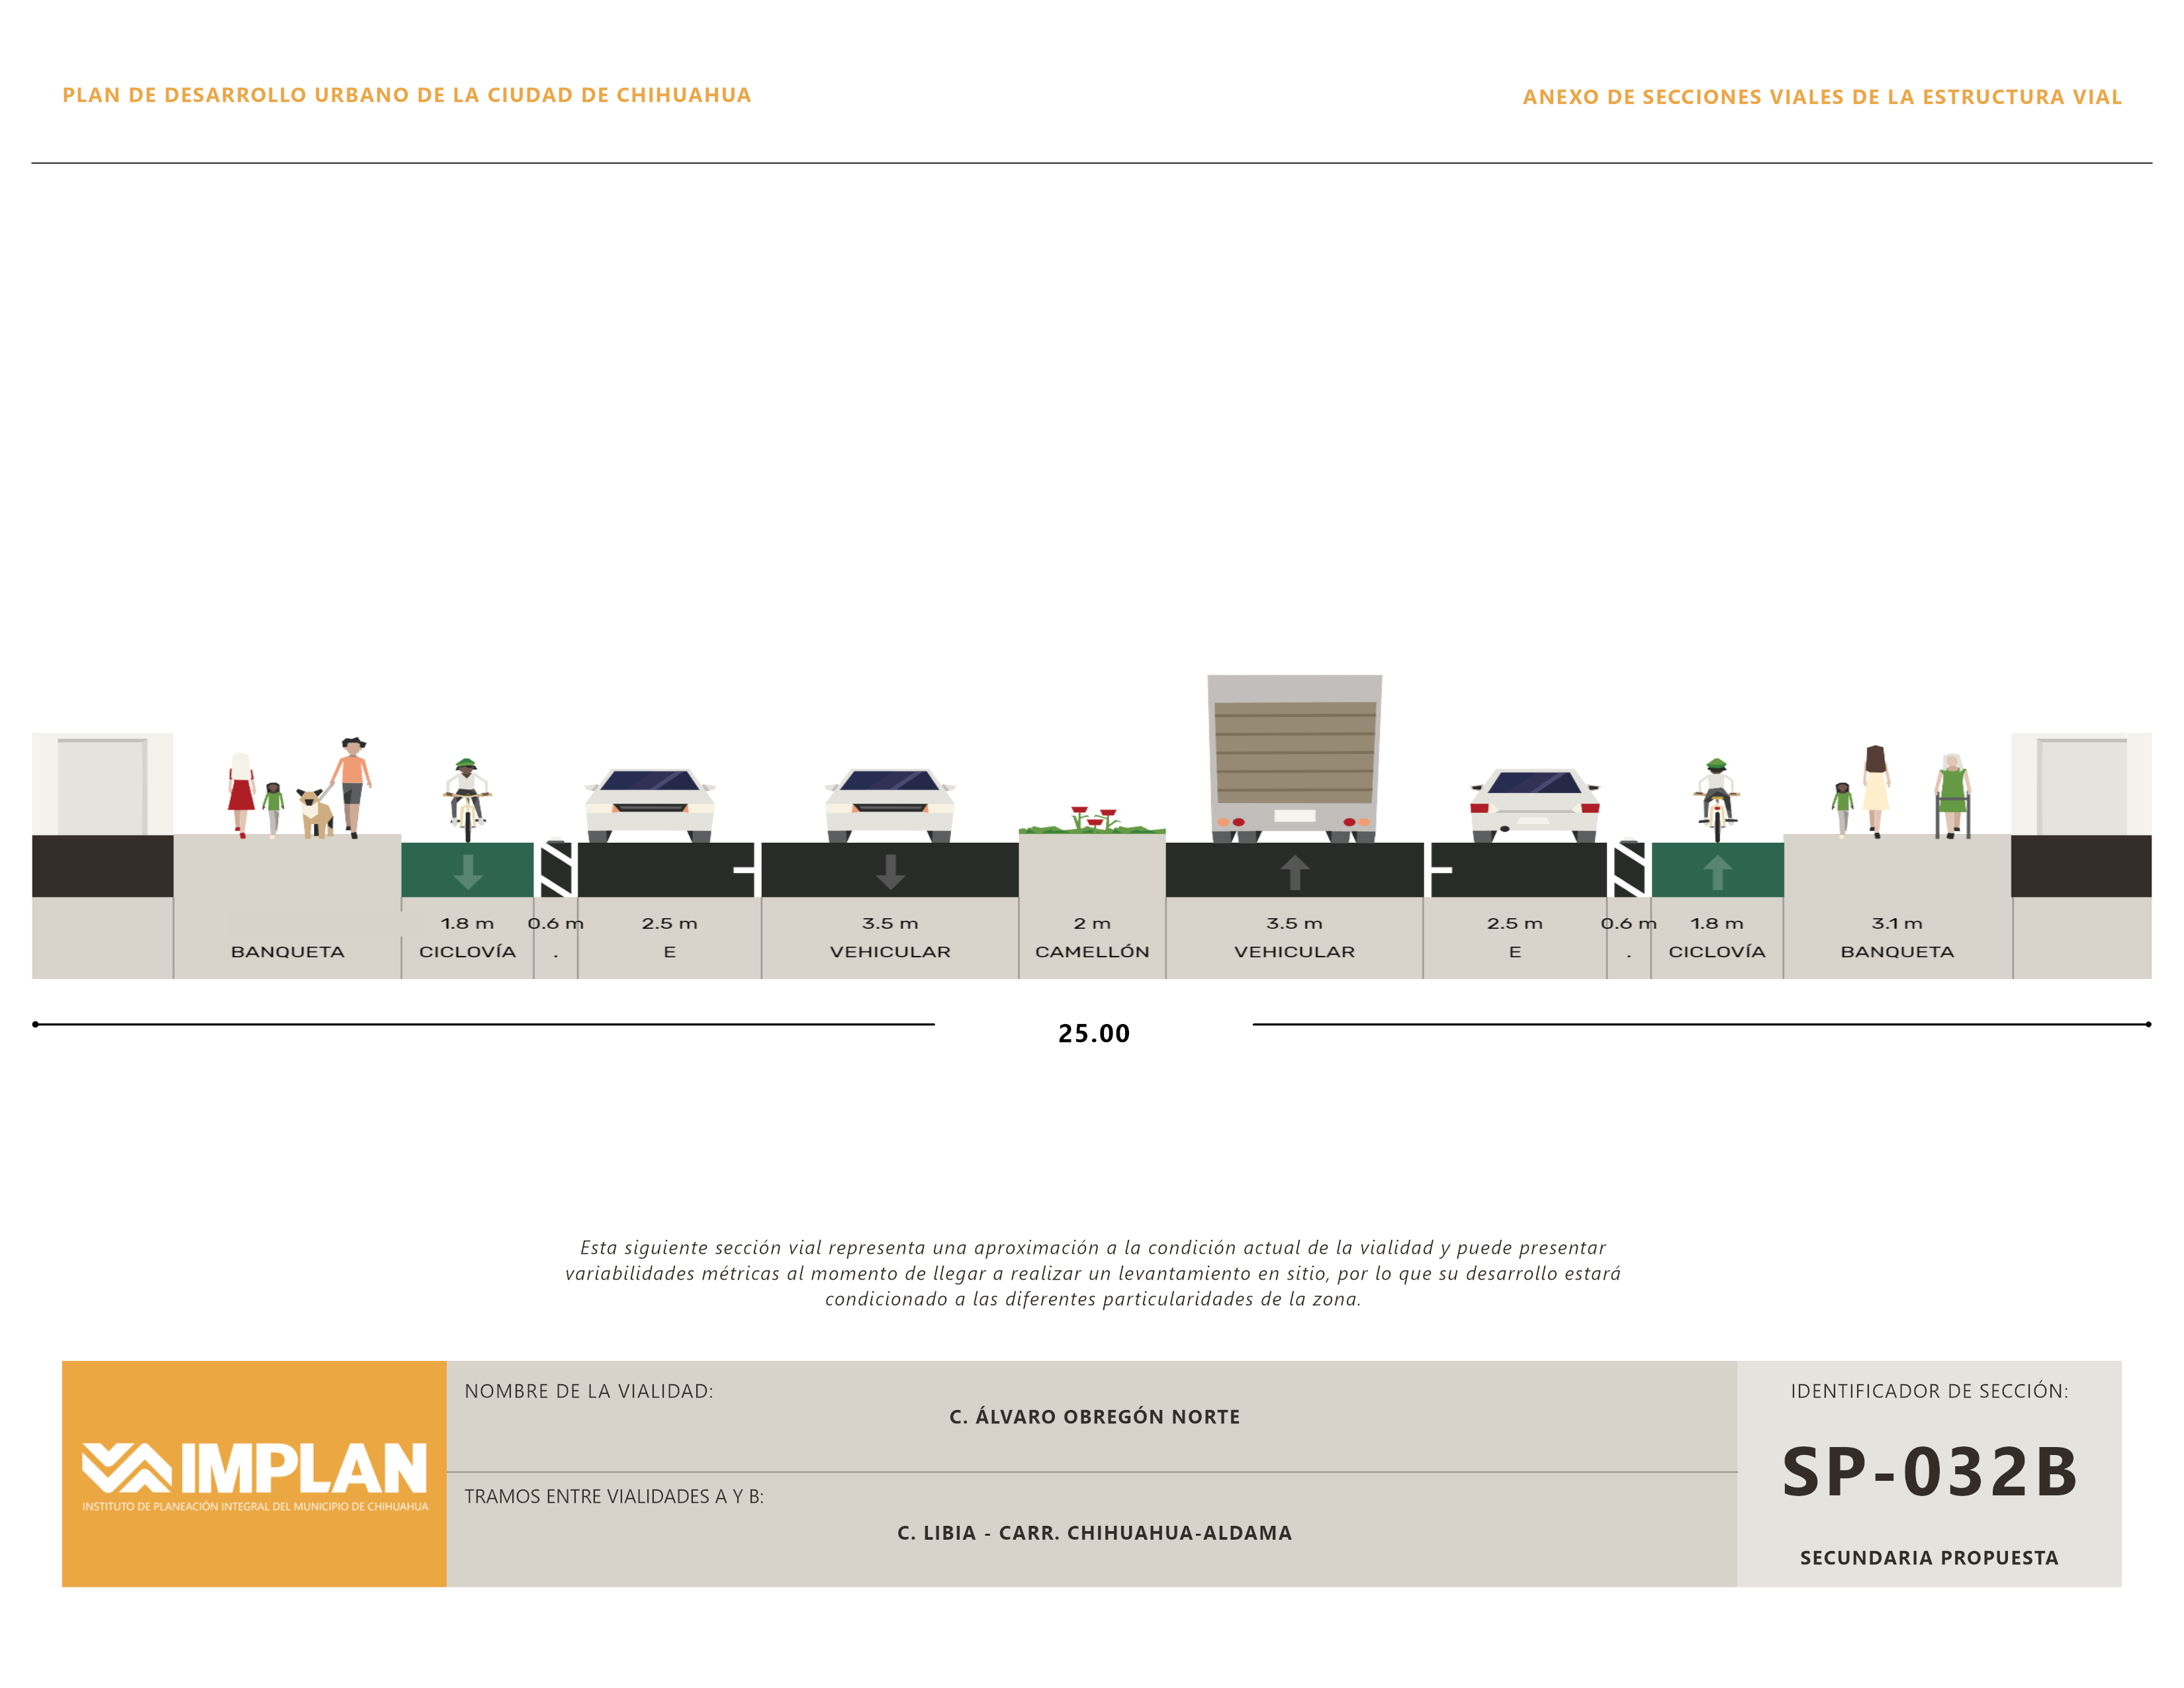 PLAN DE DESARROLLO URBANO DE LA CIUDAD DE CHIHUAHUA
ANEXO DE SECCIONES VIALES DE LA ESTRUCTURA VIAL
1.8 m 0.6 m 2.5 m 3.5 m 2 m 3.5 m 2.5 m 0.6 m 1.8 m 3.1 m
BANQUETA CICLOVÍA . E VEHICULAR CAMELLÓN VEHICULAR E . CICLOVÍA BANQUETA
25.00
Esta siguiente sección vial representa una aproximación a la condición actual de la vialidad y puede presentar
variabilidades métricas al momento de llegar a realizar un levantamiento en sitio, por lo que su desarrollo estará
condicionado a las diferentes particularidades de la zona.
IMPLAN
INSTITUTO DE PLANEACIÓN INTEGRAL DEL MUNICIPIO DE CHIHUAHUA
NOMBRE DE LA VIALIDAD:
C. ÁLVARO OBREGÓN NORTE
TRAMOS ENTRE VIALIDADES A Y B:
C. LIBIA - CARR. CHIHUAHUA-ALDAMA
IDENTIFICADOR DE SECCIÓN:
SP-032B
SECUNDARIA PROPUESTA